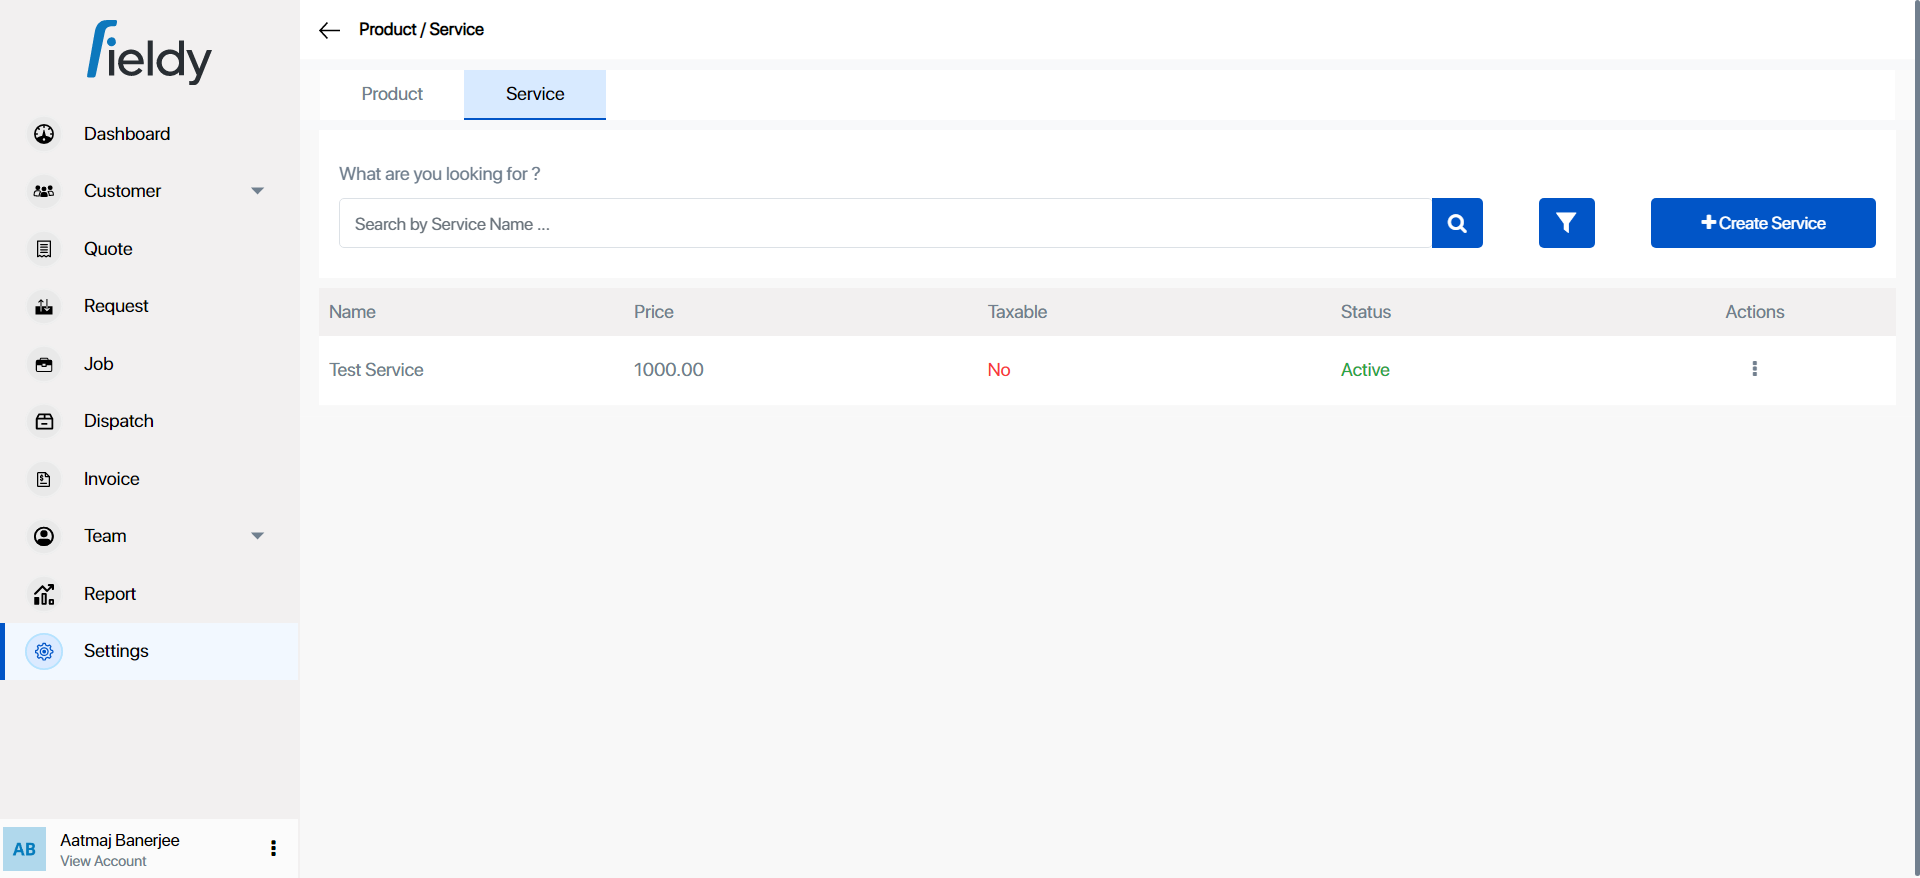 fieldy
Dashboard
Customer
Quote
Request
Job
Dispatch
Invoice
Team
Report
Settings
AB
Aatmaj Banerjee
View Account
Product / Service
Product
Service
What are you looking for ?
Search by Service Name ...
Create Service
Name Price Taxable Status Actions
Test Service 1000.00 No Active